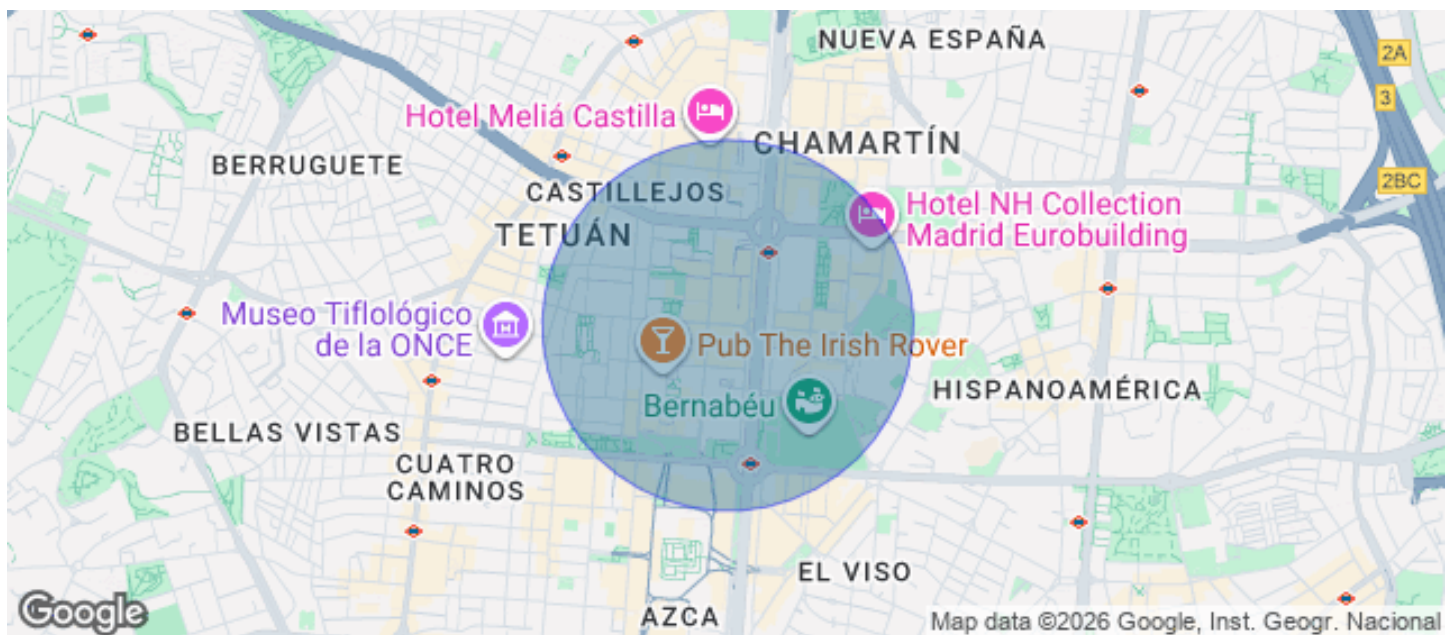 NUEVA ESPAÑA
2A
3
Hotel Meliá Castilla
CHAMARTÍN
BERRUGUETE
2BC
CASTILLEJOS
Hotel NH Collection
Madrid Eurobuilding
TETUÁN
Museo Tiflológico
de la ONCE
Pub The Irish Rover
HISPANOAMÉRICA
Bernabéu
BELLAS VISTAS
CUATRO
CAMINOS
EL VISO
AZCA
Google
Map data ©2026 Google, Inst. Geogr. Nacional